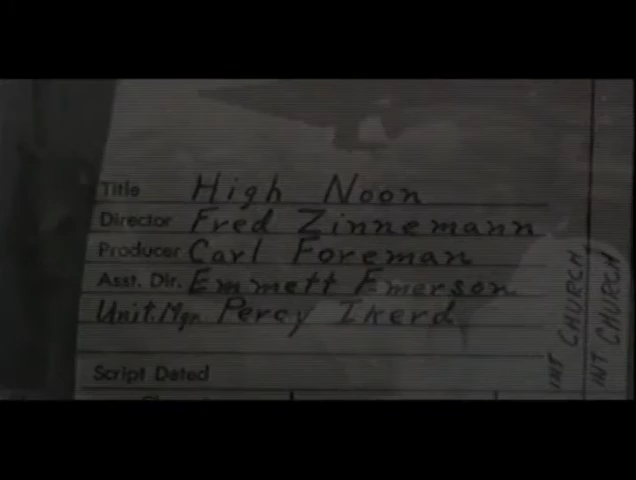 Title High Noon
Director Fred Zinnemann
Producer Carl Foreman
Asst. Dir. Emmett Emerson
Unit. Mgr. Percy Ikerd
Script Dated
INT CHURCH
INT CHURCH